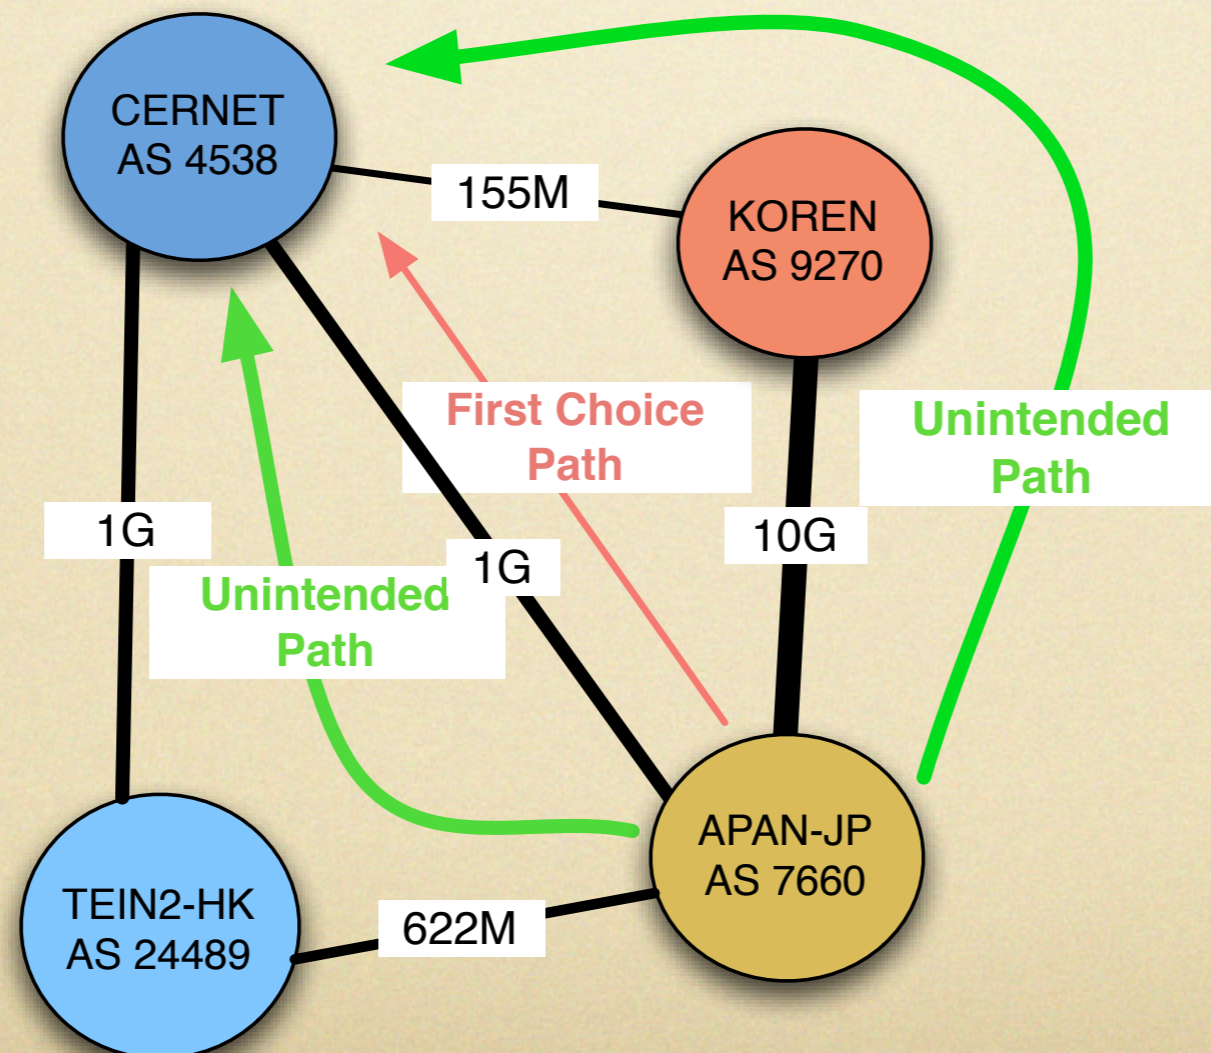 CERNET
AS 4538
155M
KOREN
AS 9270
First Choice
Path
Unintended
Path
1G
10G
1G
Unintended
Path
APAN-JP
AS 7660
TEIN2-HK
AS 24489
622M